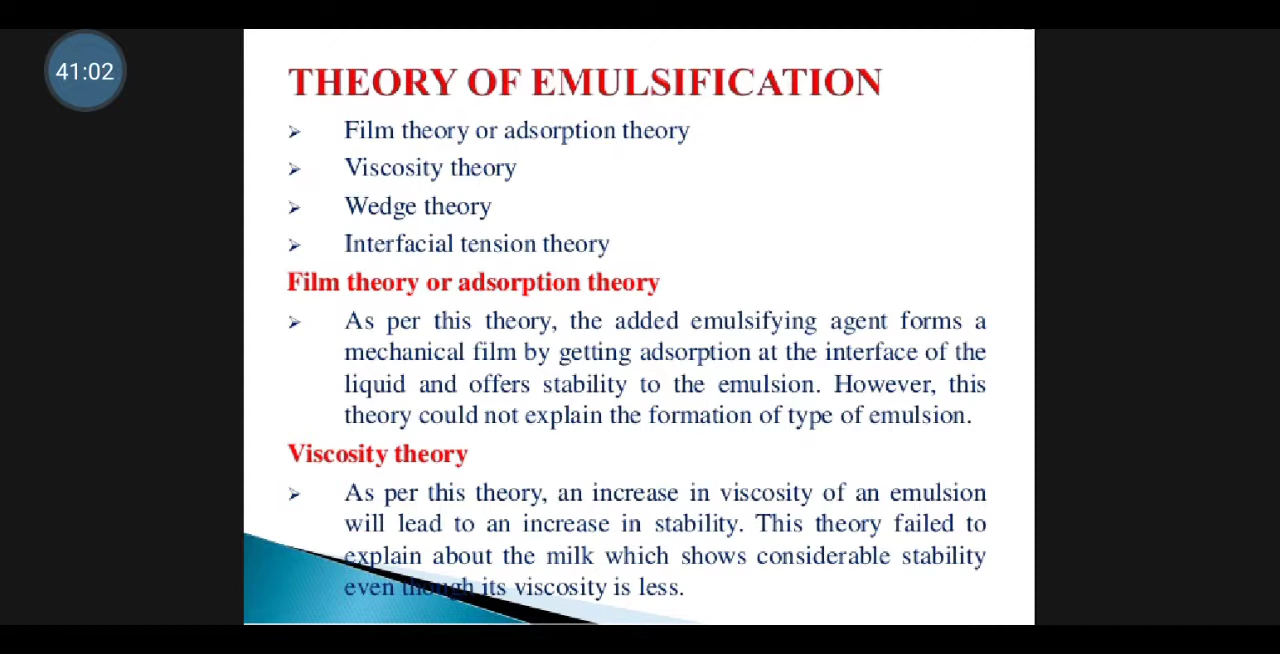 41:02
THEORY OF EMULSIFICATION
➢ Film theory or adsorption theory
➢ Viscosity theory
➢ Wedge theory
➢ Interfacial tension theory
Film theory or adsorption theory
➢ As per this theory, the added emulsifying agent forms a
mechanical film by getting adsorption at the interface of the
liquid and offers stability to the emulsion. However, this
theory could not explain the formation of type of emulsion.
Viscosity theory
➢ As per this theory, an increase in viscosity of an emulsion
will lead to an increase in stability. This theory failed to
explain about the milk which shows considerable stability
even though its viscosity is less.